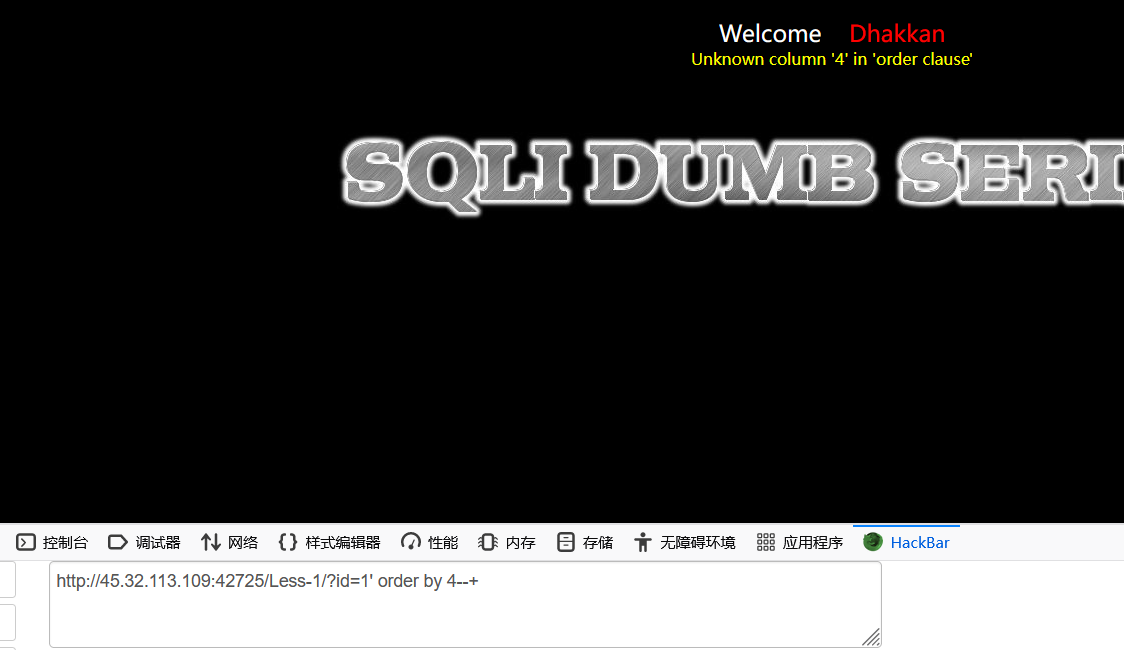 Welcome Dhakkan
Unknown column '4' in 'order clause'
SQLI DUMB SERI
控制台 调试器 网络 样式编辑器 性能 内存 存储 无障碍环境 应用程序 HackBar
http://45.32.113.109:42725/Less-1/?id=1' order by 4--+